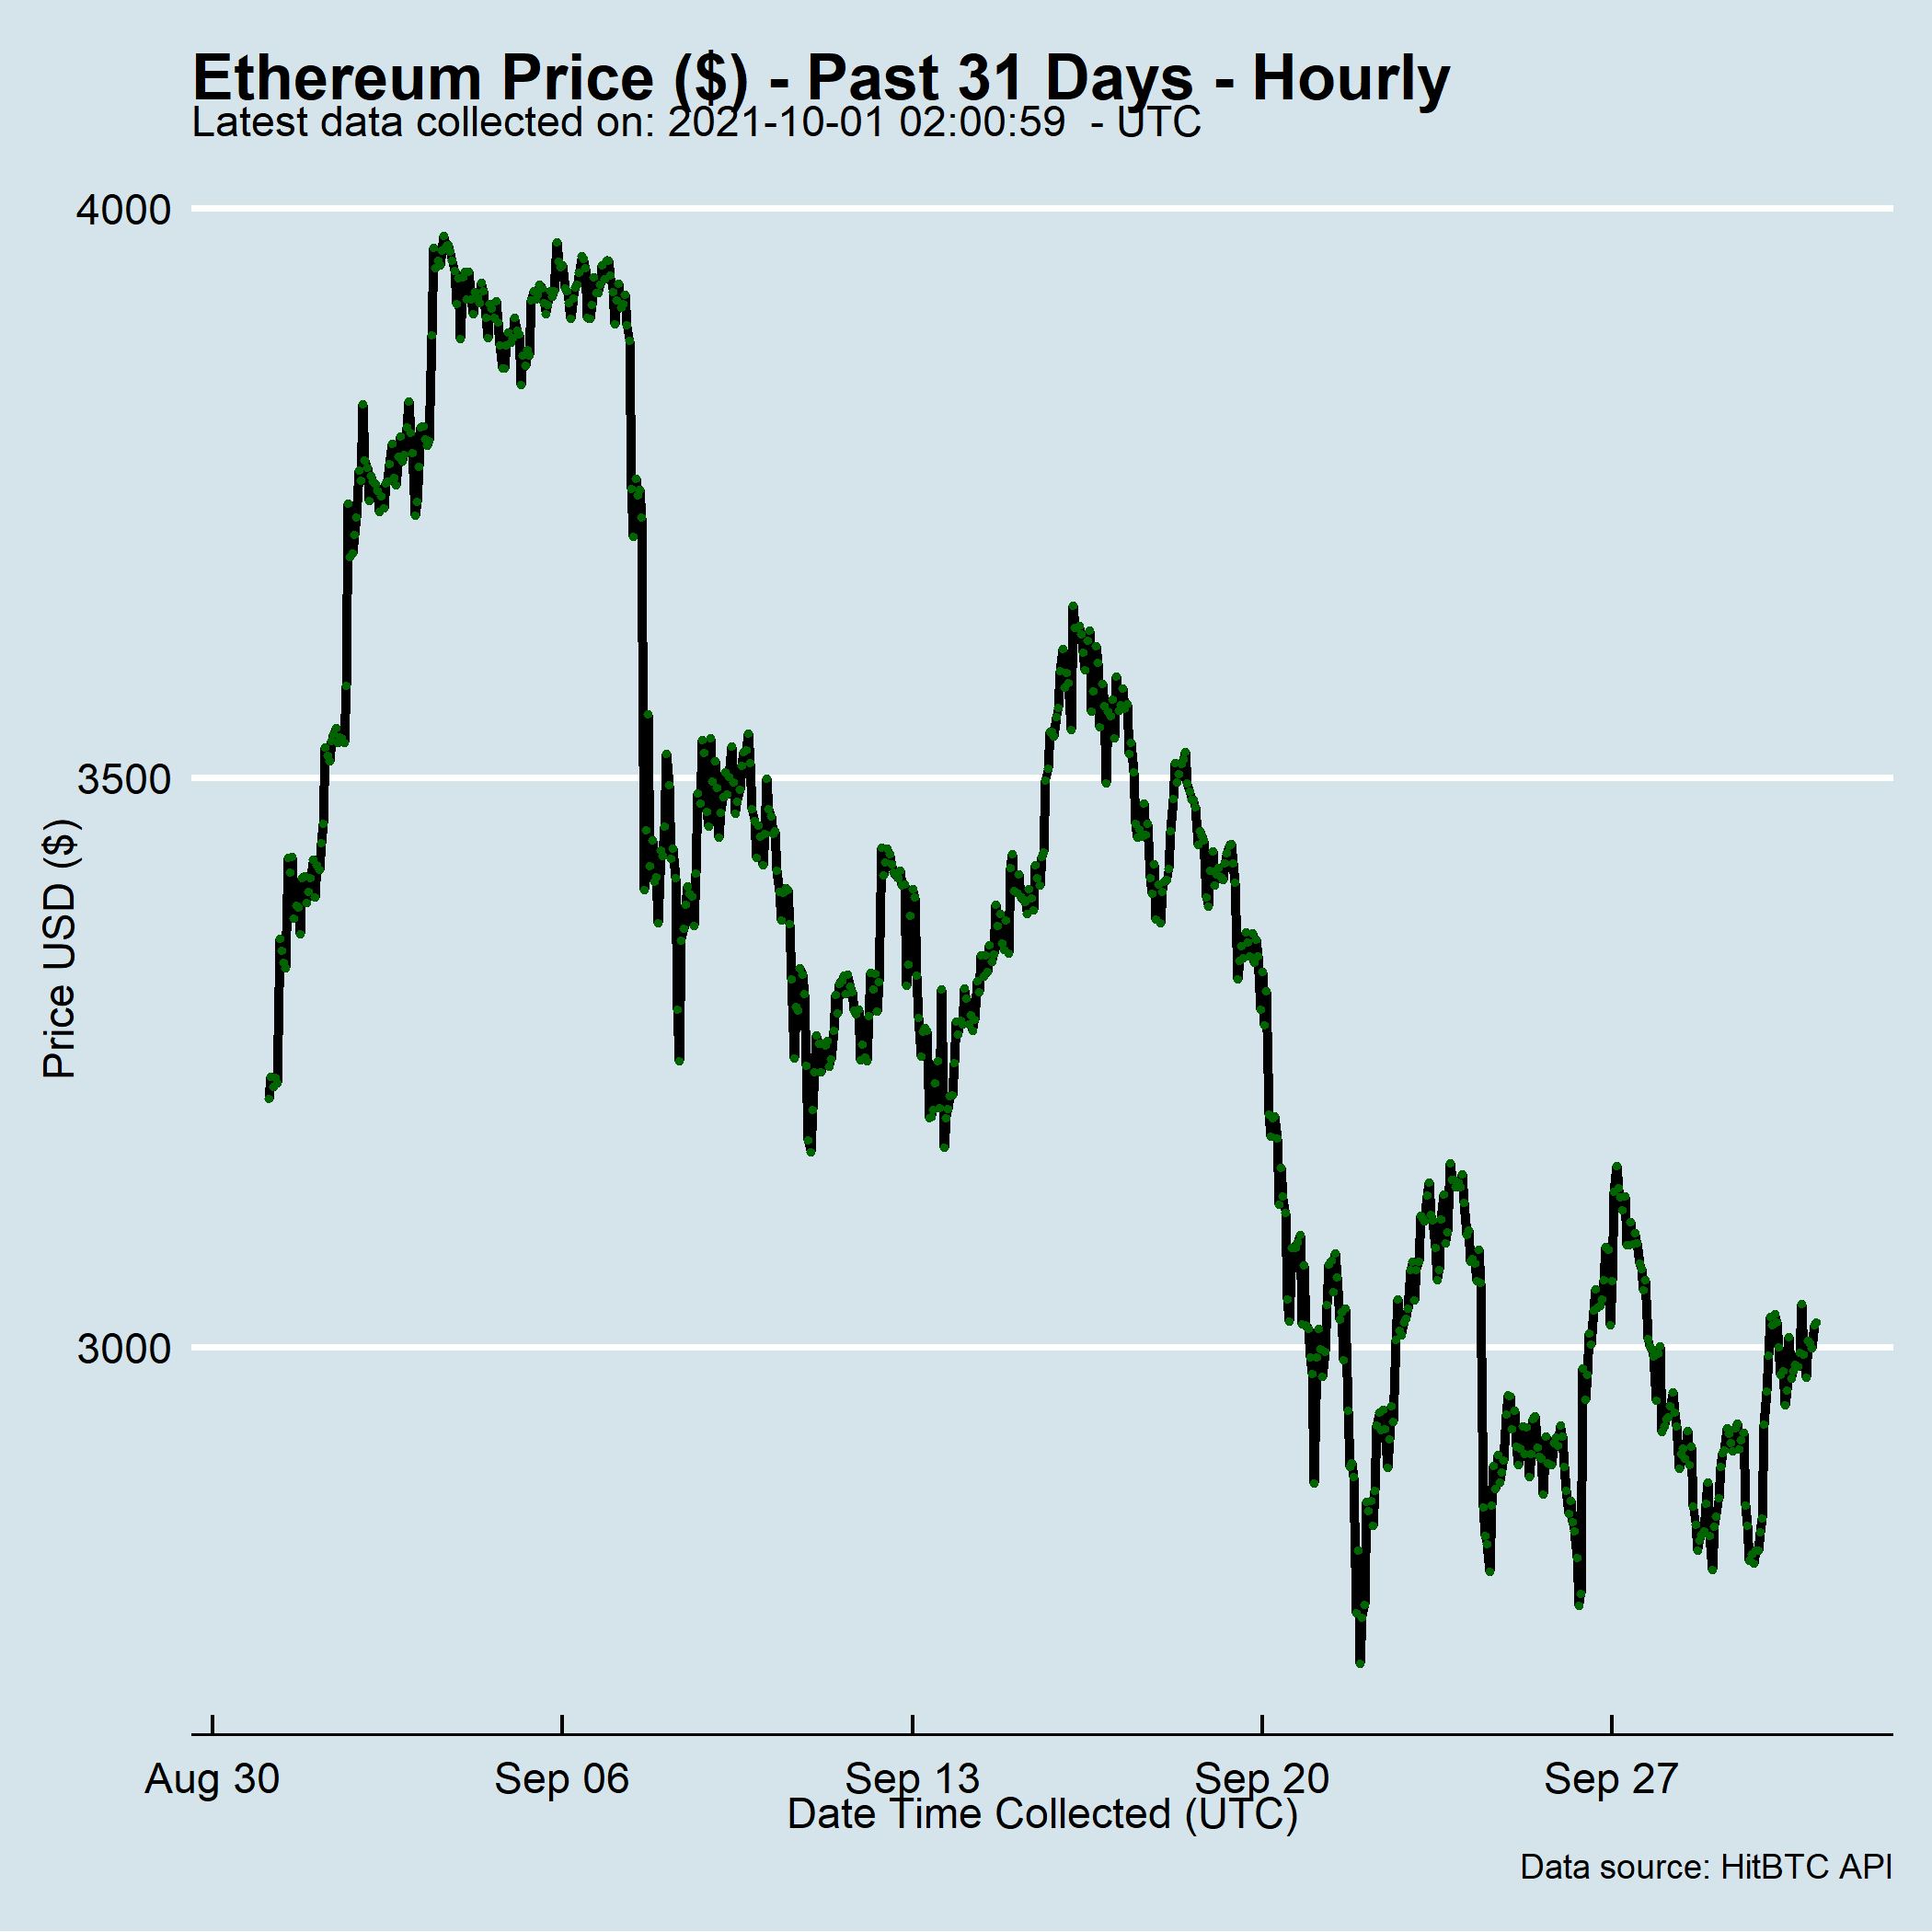 Ethereum Price ($) - Past 31 Days - Hourly
Latest data collected on: 2021-10-01 02:00:59  - UTC
4000
3500
3000
Price USD ($)
Aug 30 Sep 06 Sep 13 Sep 20 Sep 27
Date Time Collected (UTC)
Data source: HitBTC API